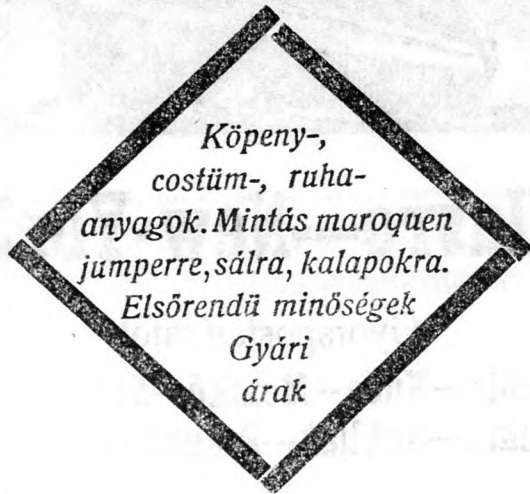 Köpeny-,
costüm-, ruha-
anyagok. Mintás maroquen
jumperre, sálra, kalapokra.
Elsőrendű minőségek
Gyári
árak